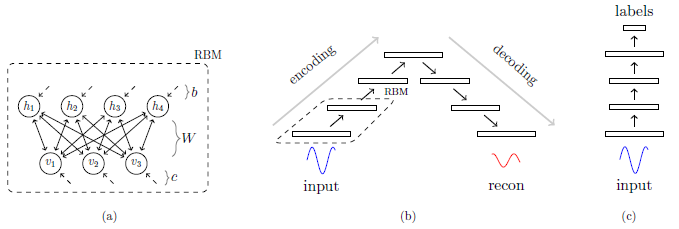 RBM
h1 h2 h3 h4
b
W
v1 v2 v3
c
(a)
encoding
decoding
RBM
input
recon
(b)
labels
input
(c)